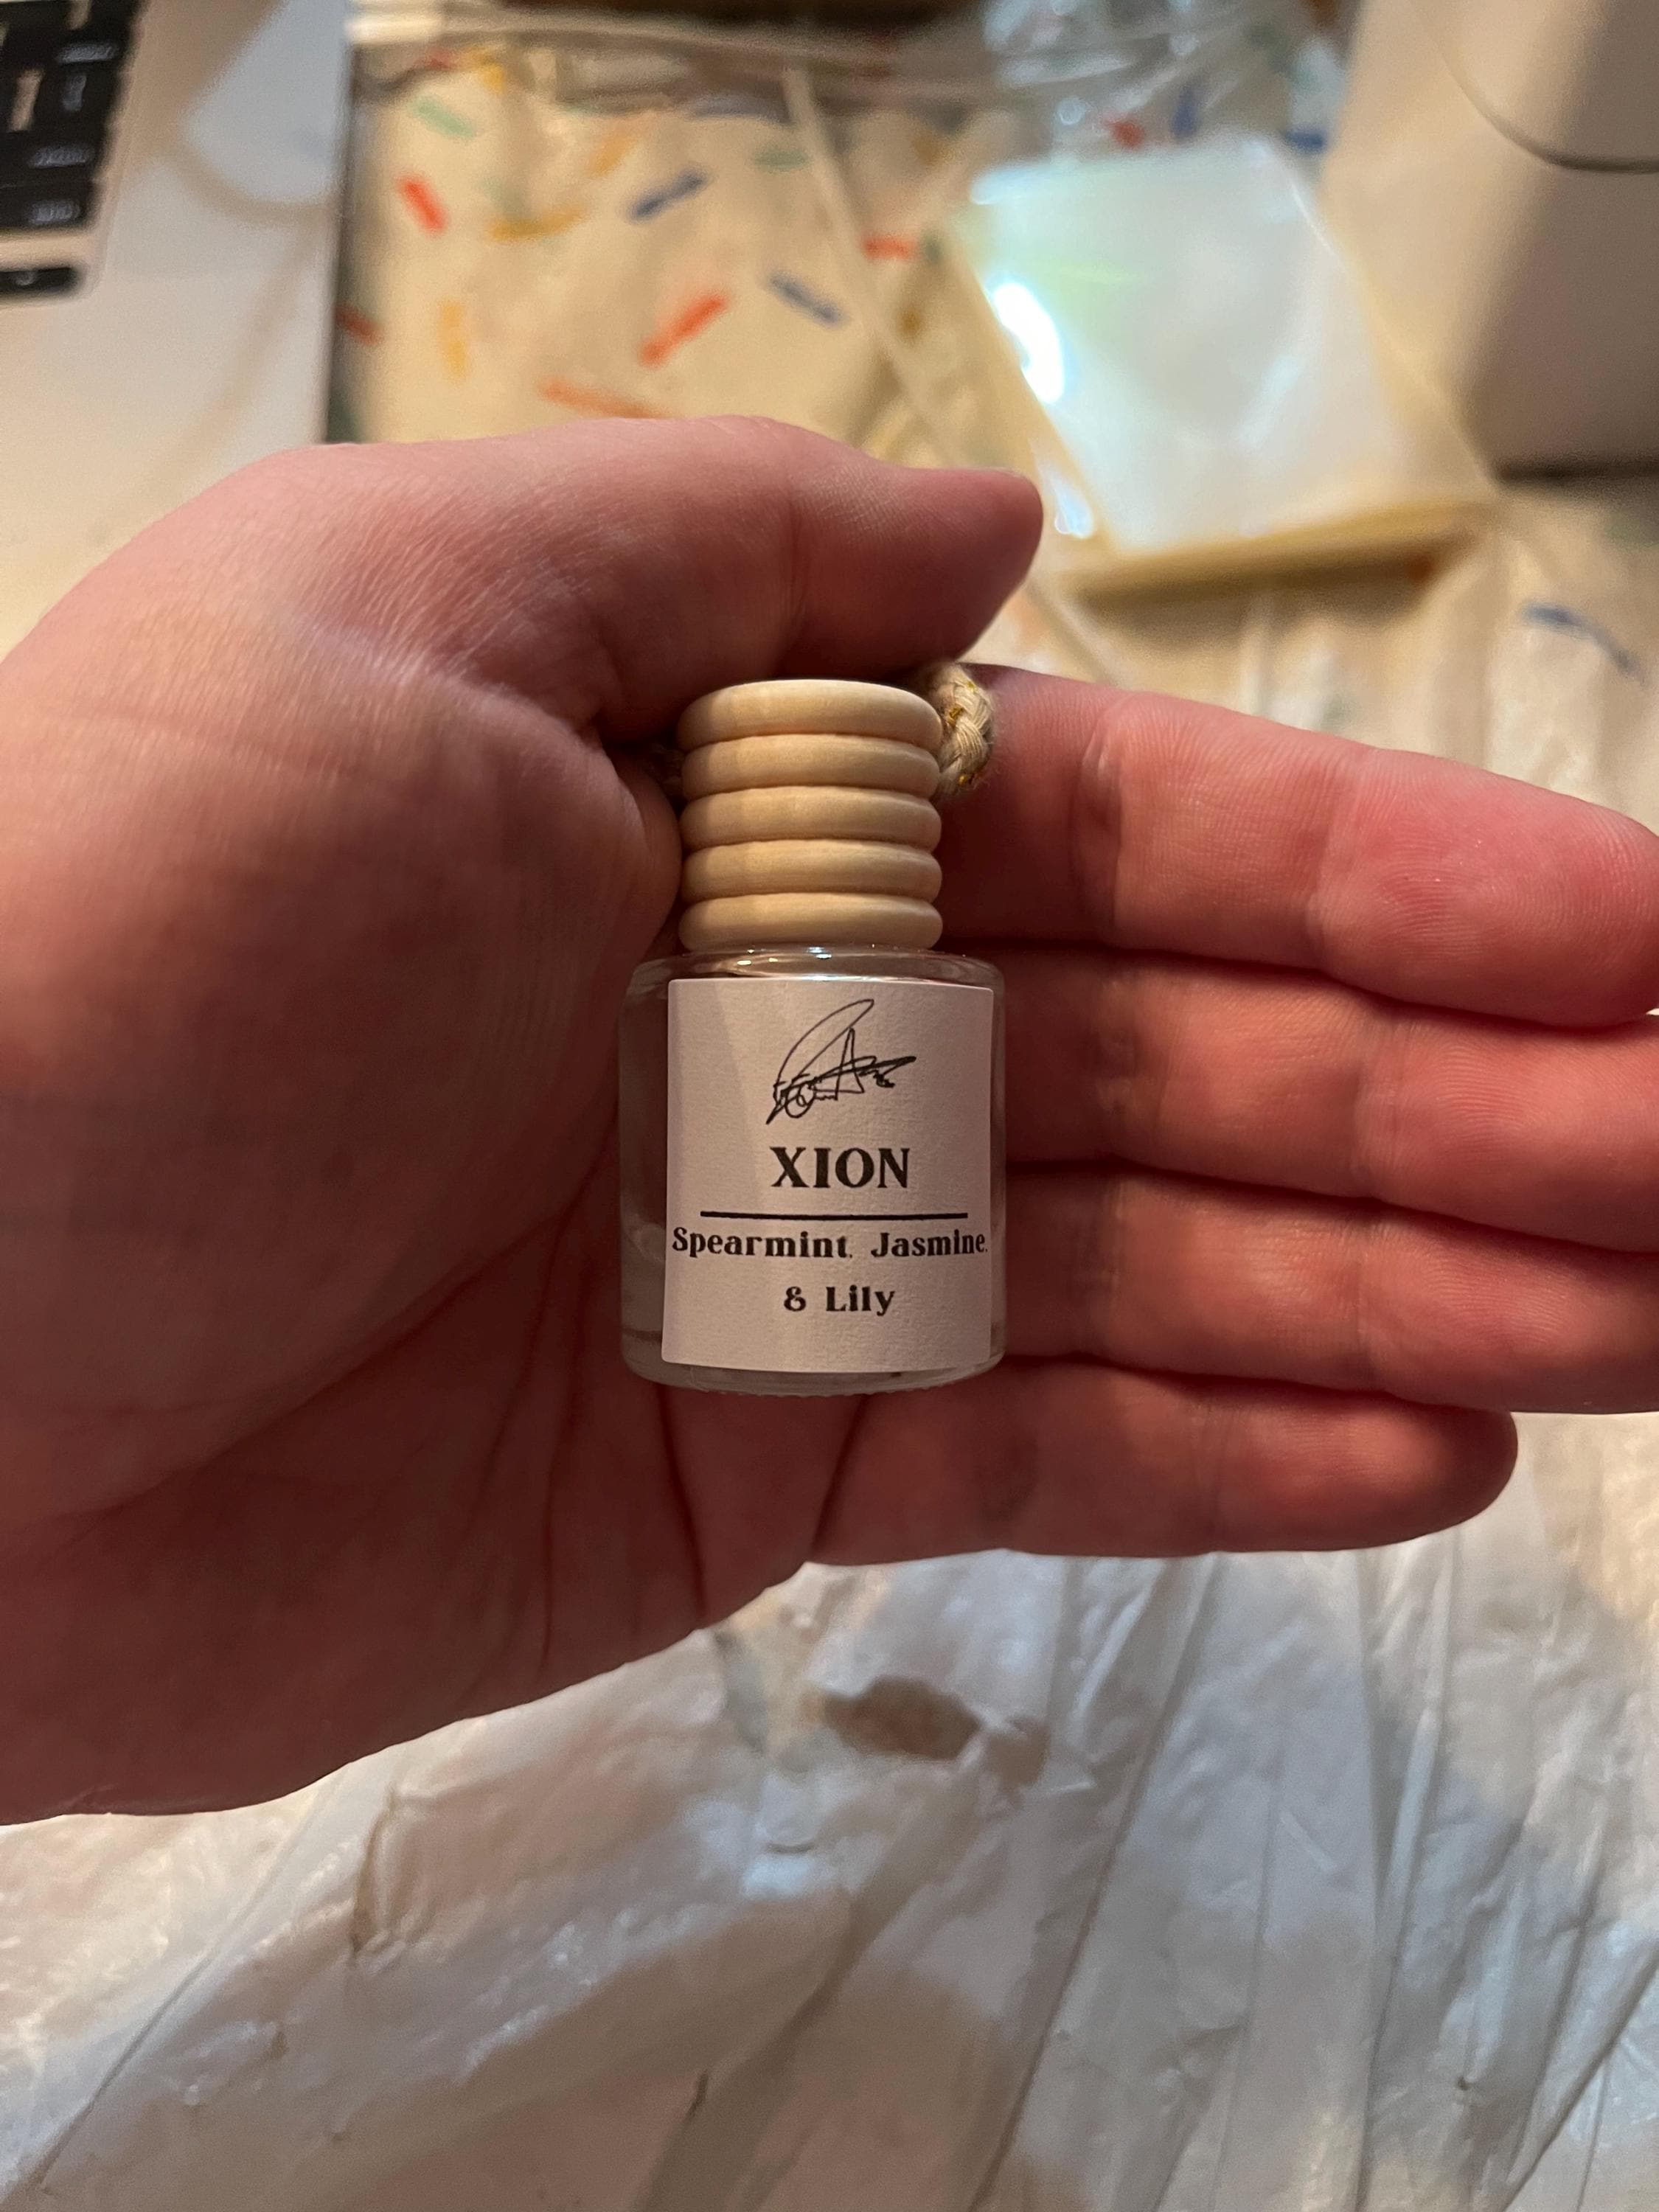 XION
Spearmint, Jasmine,
& Lily